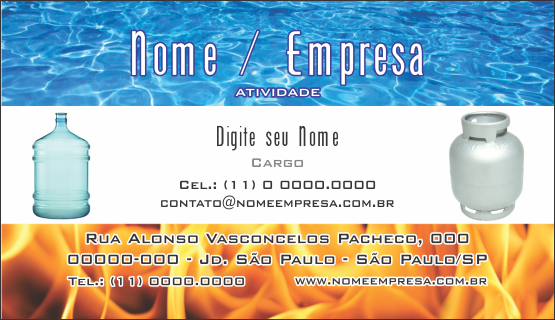 Nome / Empresa
ATIVIDADE
Digite seu Nome
CARGO
CEL.: (11) 0 0000.0000
CONTATO@NOMEEMPRESA.COM.BR
RUA ALONSO VASCONCELOS PACHECO, 000
00000-000 - JD. SÃO PAULO - SÃO PAULO/SP
TEL.: (11) 0000.0000 WWW.NOMEEMPRESA.COM.BR